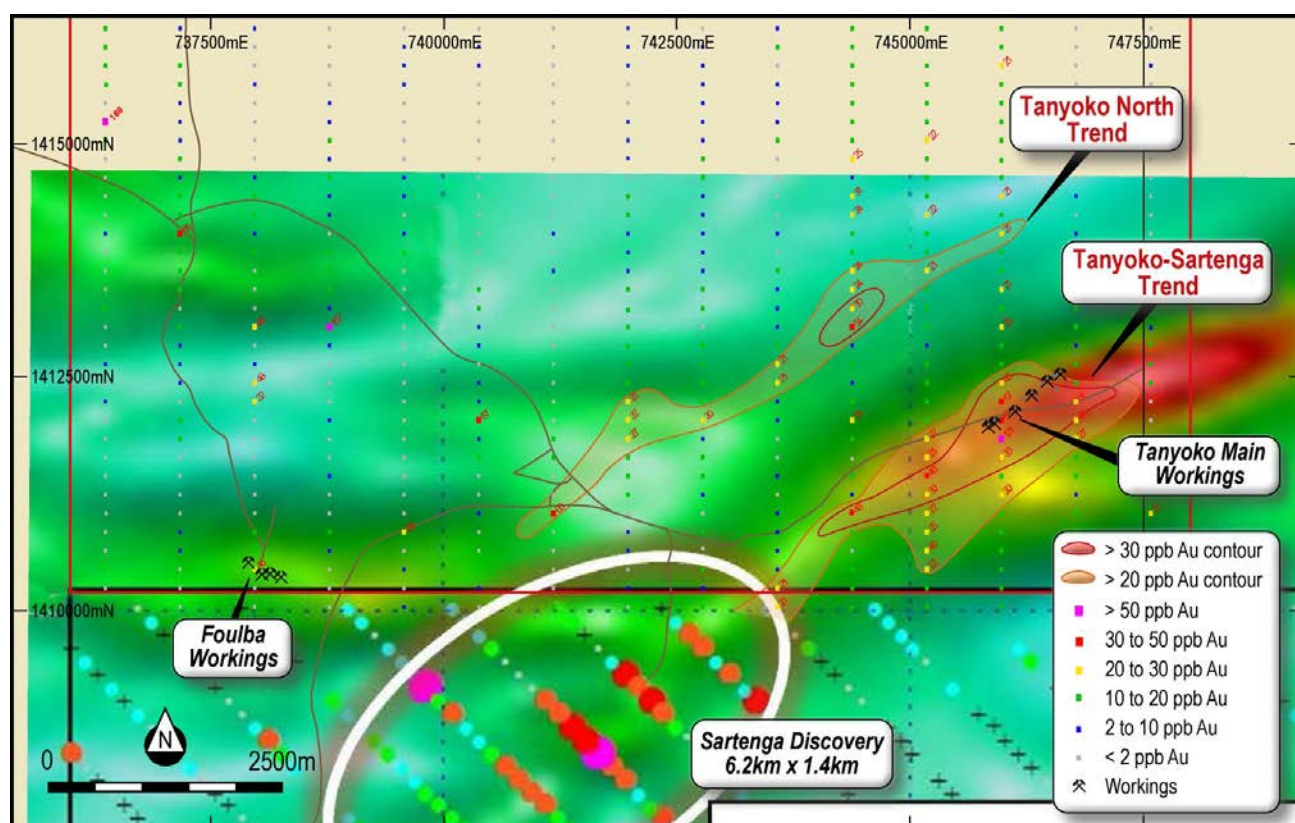 737500mE
740000mE
742500mE
745000mE
747500mE
Tanyoko North
Trend
1415000mN
Tanyoko-Sartenga
Trend
1412500mN
Tanyoko Main
Workings
> 30 ppb Au contour
> 20 ppb Au contour
> 50 ppb Au
30 to 50 ppb Au
20 to 30 ppb Au
10 to 20 ppb Au
2 to 10 ppb Au
< 2 ppb Au
Workings
1410000mN
Foulba
Workings
Sartenga Discovery
6.2km x 1.4km
N
0
2500m